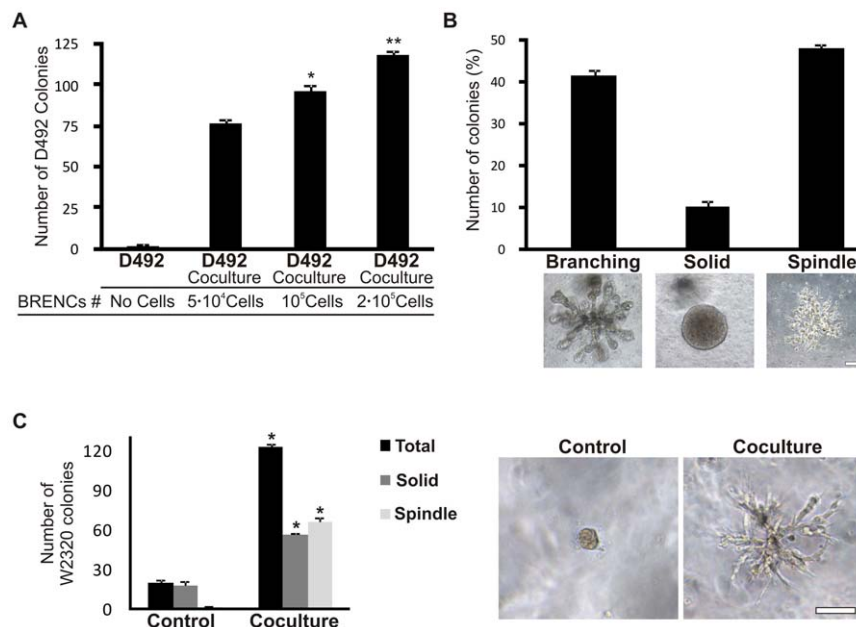 A
Number of D492 Colonies
125
100
75
50
25
0
*
**
D492 D492 D492 D492
Coculture Coculture Coculture
BRENCs # No Cells 5·10⁴Cells 10⁵Cells 2·10⁵Cells
B
Number of colonies (%)
50
40
30
20
10
0
Branching Solid Spindle
C
Number of
W2320 colonies
120
90
60
30
0
*
*
*
Control Coculture
Total
Solid
Spindle
Control Coculture